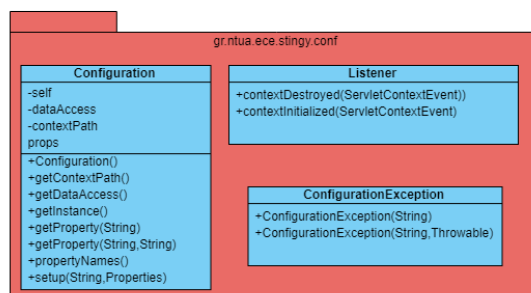 gr.ntua.ece.stingy.conf
Configuration
-self
-dataAccess
-contextPath
props
+Configuration()
+getContextPath()
+getDataAccess()
+getInstance()
+getProperty(String)
+getProperty(String,String)
+propertyNames()
+setup(String,Properties)
Listener
+contextDestroyed(ServletContextEvent))
+contextInitialized(ServletContextEvent)
ConfigurationException
+ConfigurationException(String)
+ConfigurationException(String,Throwable)